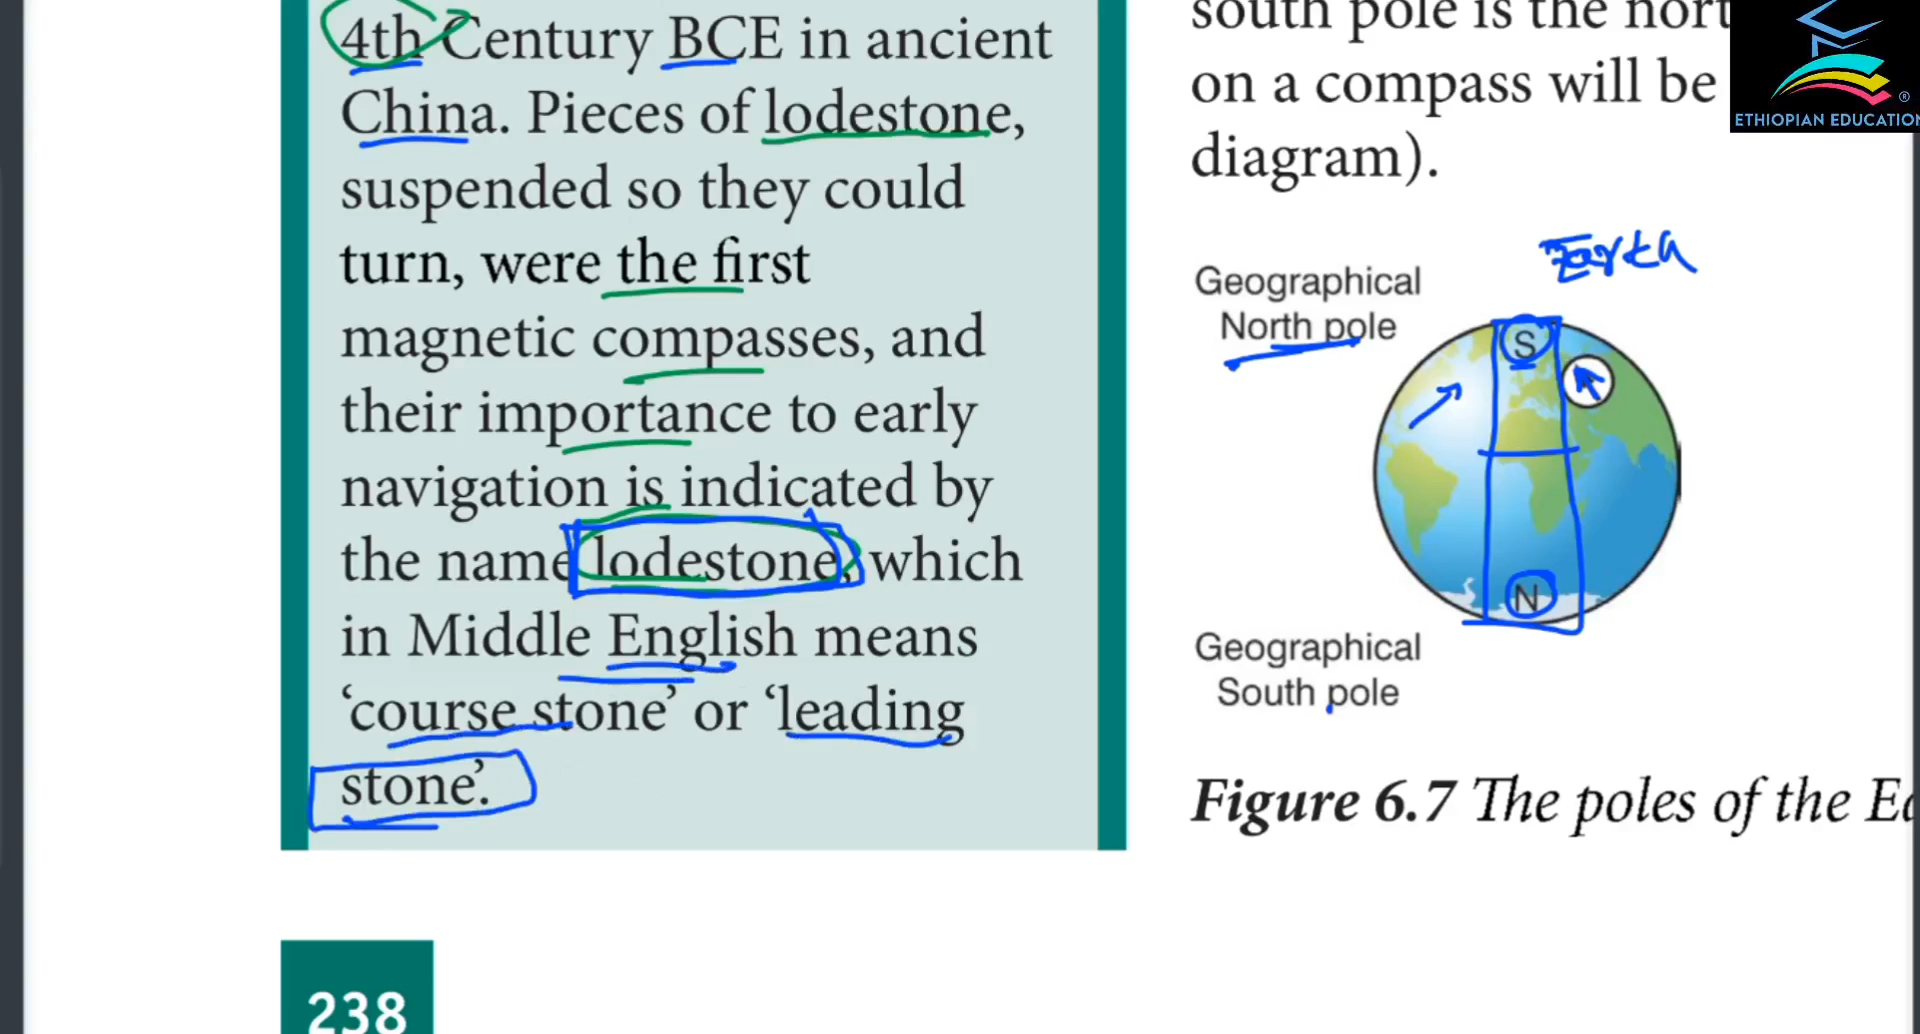 4th Century BCE in ancient
China. Pieces of lodestone,
suspended so they could
turn, were the first
magnetic compasses, and
their importance to early
navigation is indicated by
the name lodestone, which
in Middle English means
‘course stone’ or ‘leading
stone’.
238
south pole is the nort
on a compass will be
diagram).
ETHIOPIAN EDUCATION
Earth
Geographical
North pole
S
N
Geographical
South pole
Figure 6.7 The poles of the Ea